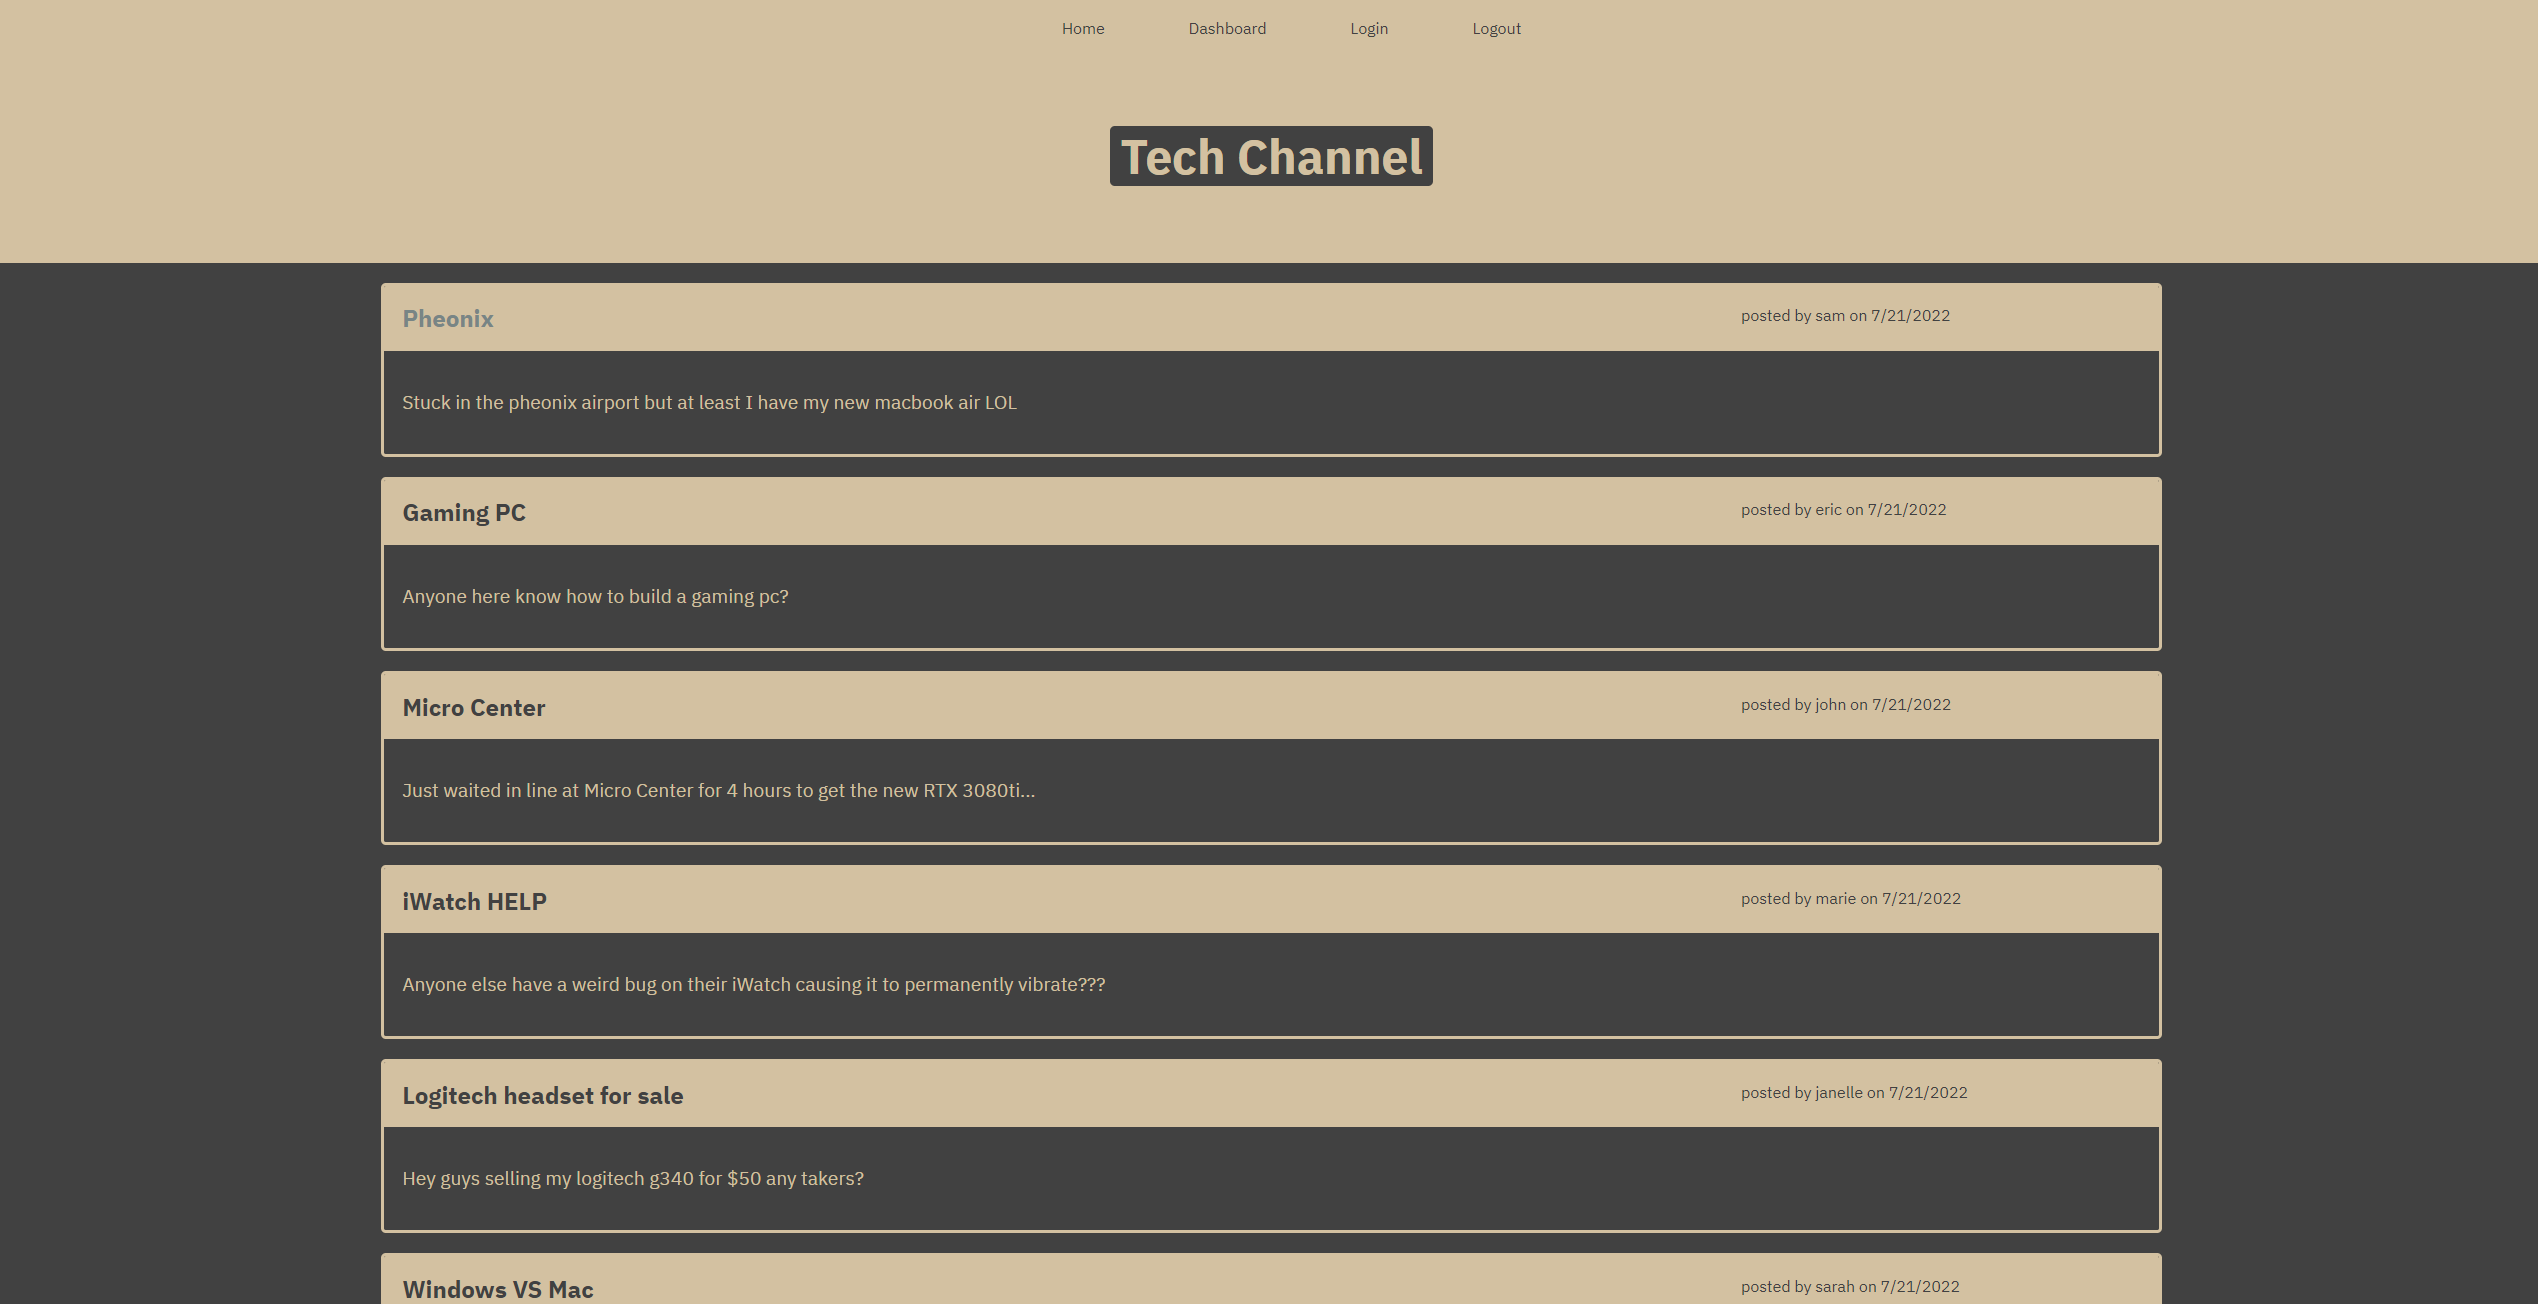 Home Dashboard Login Logout
Tech Channel
Pheonix posted by sam on 7/21/2022
Stuck in the pheonix airport but at least I have my new macbook air LOL
Gaming PC posted by eric on 7/21/2022
Anyone here know how to build a gaming pc?
Micro Center posted by john on 7/21/2022
Just waited in line at Micro Center for 4 hours to get the new RTX 3080ti...
iWatch HELP posted by marie on 7/21/2022
Anyone else have a weird bug on their iWatch causing it to permanently vibrate???
Logitech headset for sale posted by janelle on 7/21/2022
Hey guys selling my logitech g340 for $50 any takers?
Windows VS Mac posted by sarah on 7/21/2022